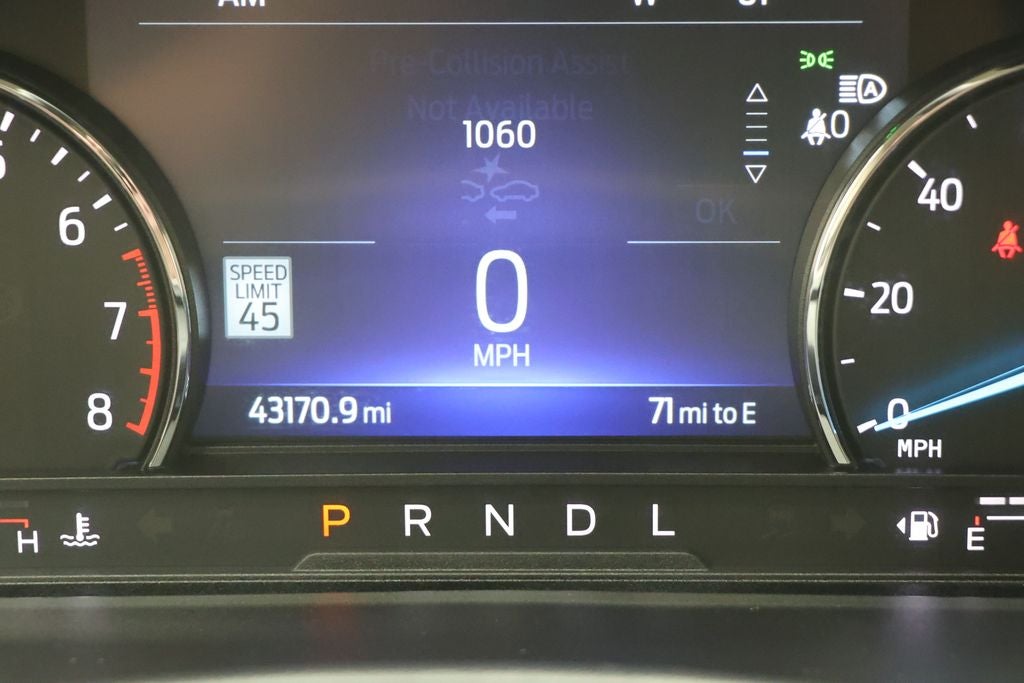 Pre-Collision Assist
Not Available
1060
0
OK
6
7
8
SPEED
LIMIT
45
0
MPH
40
20
0
MPH
43170.9 mi
71 mi to E
H
P R N D L
E